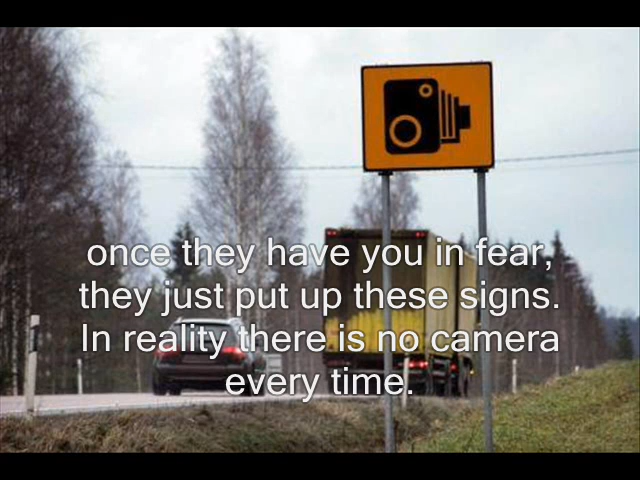 once they have you in fear,
they just put up these signs.
In reality there is no camera
every time.